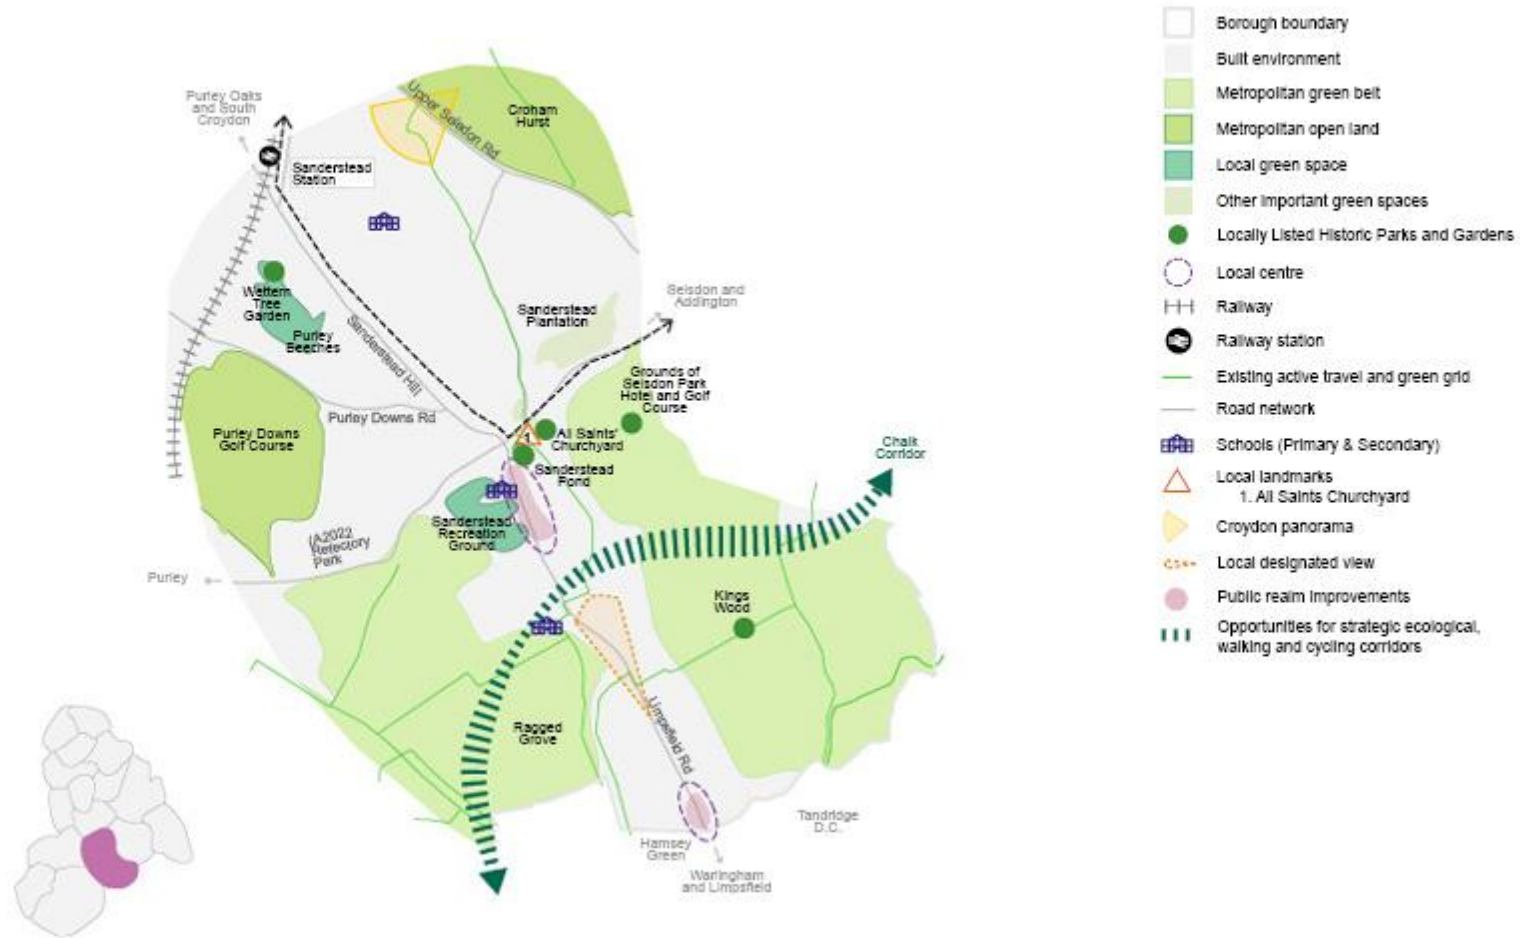 Purley Oaks
and South
Croydon
Sanderstead
Station
Upper Selsdon Rd
Croham
Hurst
Wettern
Tree
Garden
Purley
Beeches
Sanderstead Hill
Sanderstead
Plantation
Selsdon and
Addington
Purley Downs Rd
Purley Downs
Golf Course
Grounds of
Selsdon Park
Hotel and Golf
Course
1
All Saints'
Churchyard
Sanderstead
Pond
Sanderstead
Recreation
Ground
(A2022
Rectory
Park
Purley
Chalk
Corridor
Kings
Wood
Ragged
Grove
Limpsfield Rd
Tandridge
D.C.
Hamsey
Green
Warlingham
and Limpsfield
Borough boundary
Built environment
Metropolitan green belt
Metropolitan open land
Local green space
Other important green spaces
Locally Listed Historic Parks and Gardens
Local centre
Railway
Railway station
Existing active travel and green grid
Road network
Schools (Primary & Secondary)
Local landmarks
1. All Saints Churchyard
Croydon panorama
Local designated view
Public realm improvements
Opportunities for strategic ecological,
walking and cycling corridors